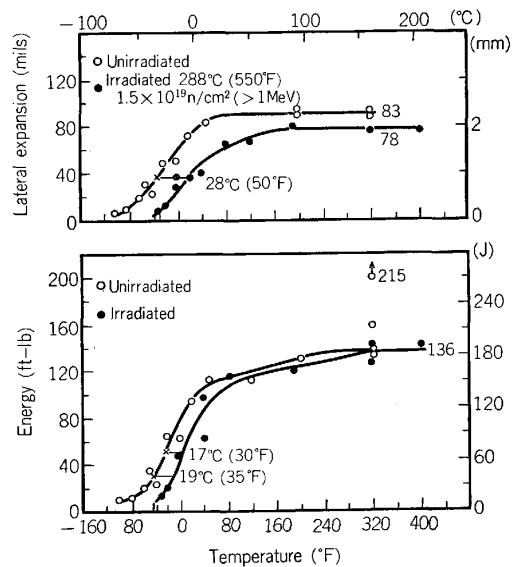 −100 0 100 200 (°C)
Lateral expansion (mils)
(mm)
Unirradiated
Irradiated 288°C (550°F)
1.5×10¹⁹n/cm² (>1MeV)
120
80
40
0
83
78
2
0
28°C (50°F)
Energy (ft-lb)
(J)
Unirradiated
Irradiated
215
200
160
120
80
40
0
240
180
120
60
0
136
17°C (30°F)
19°C (35°F)
−160 80 0 80 160 240 320 400
Temperature (°F)